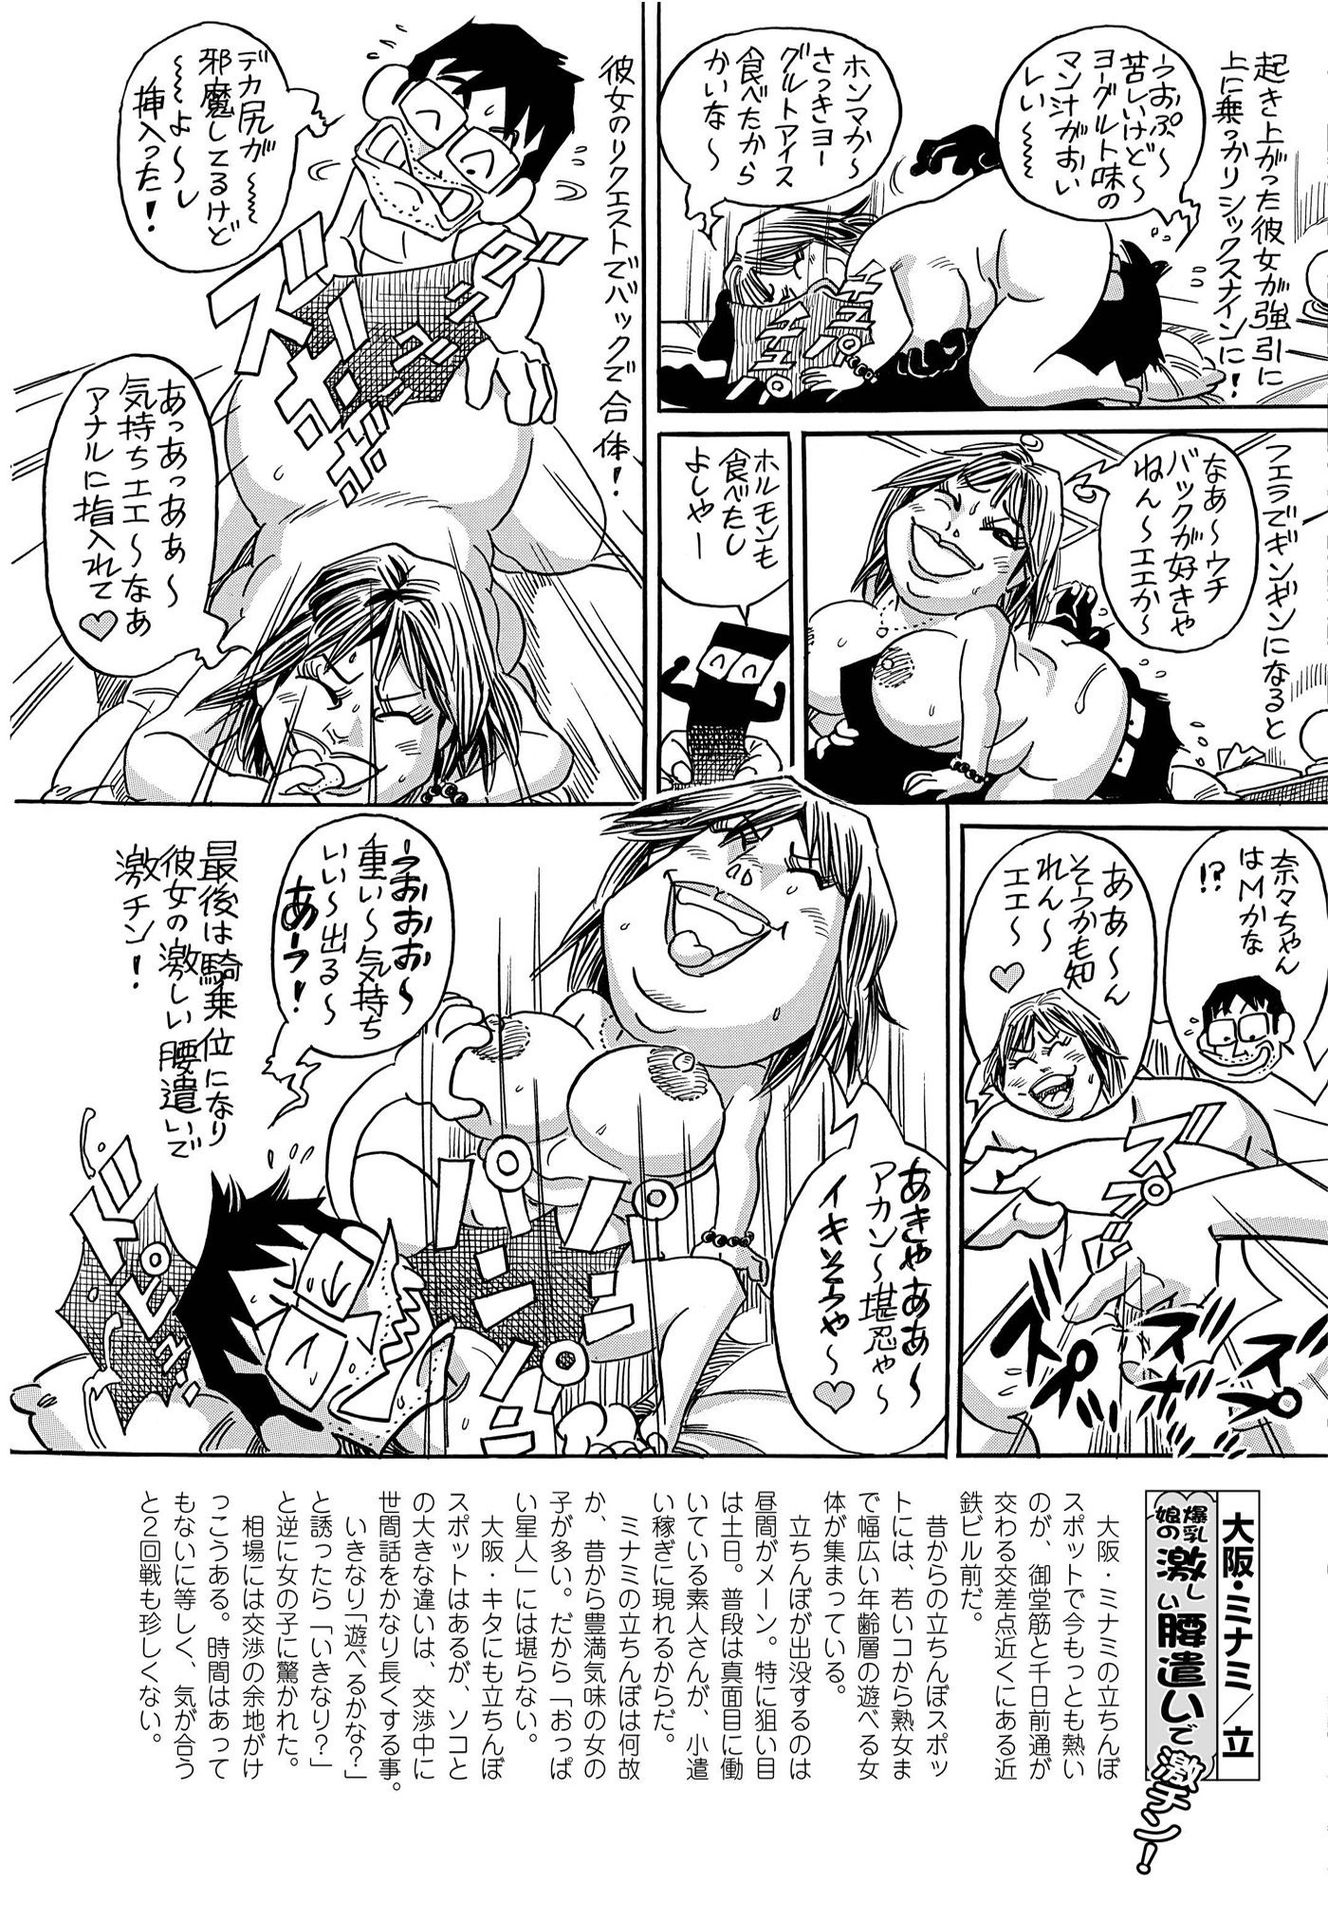 起き上がった彼女が強引に
上に乗っかりシックスナインに!
うおぷ〜
苦しいけど〜
ヨーグルト味の
マン汁がおい
しい〜〜
ホンマか〜
さっきヨー
グルトアイス
食べたから
かいな〜
チュパ
チュパ
フェラでギンギンになると
なあ〜ウチ
バックが好きや
ねん〜エエか〜
ホルモンも
食べたし
よしゃー
彼女のリクエストでバックで合体!
デカ尻が〜
邪魔してるけど
〜〜よ〜し
挿入った!
あっあっあぁ〜
気持ちエエ〜なあ
アナルに指入れて♡
奈々ちゃん
はMかな
!?
ああ〜ん
そうかも知
れん〜
エエ〜♡
ズブッ
ズプ
ズブ
ズプ
あきゃああ〜
アカン〜堪忍や〜
イキそうや〜♡
うおおお〜
重い〜気持ち
いい〜出る〜
あうっ!
最後は騎乗位になり
彼女の激しい腰遣いで
激チン!
パン
パン
パン
パン
ドピュ
大阪・ミナミ/立
爆乳
娘の激しい腰遣いで激チン!
大阪・ミナミの立ちんぼ
スポットで今もっとも熱い
のが、御堂筋と千日前通が
交わる交差点近くにある近
鉄ビル前だ。
昔からの立ちんぼスポッ
トには、若いコから熟女ま
で幅広い年齢層の遊べる女
体が集まっている。
立ちんぼが出没するのは
昼間がメーン。特に狙い目
は土日。普段は真面目に働
いている素人さんが、小遣
い稼ぎに現れるからだ。
ミナミの立ちんぼは何故
か、昔から豊満気味の女の
子が多い。だから「おっぱ
い星人」には堪らない。
大阪・キタにも立ちんぼ
スポットはあるが、ソコと
の大きな違いは、交渉中に
世間話をかなり長くする事。
いきなり「遊べるかな?」
と誘ったら「いきなり?」
と逆に女の子に驚かれた。
相場には交渉の余地がけ
っこうある。時間はあって
もないに等しく、気が合う
と2回戦も珍しくない。